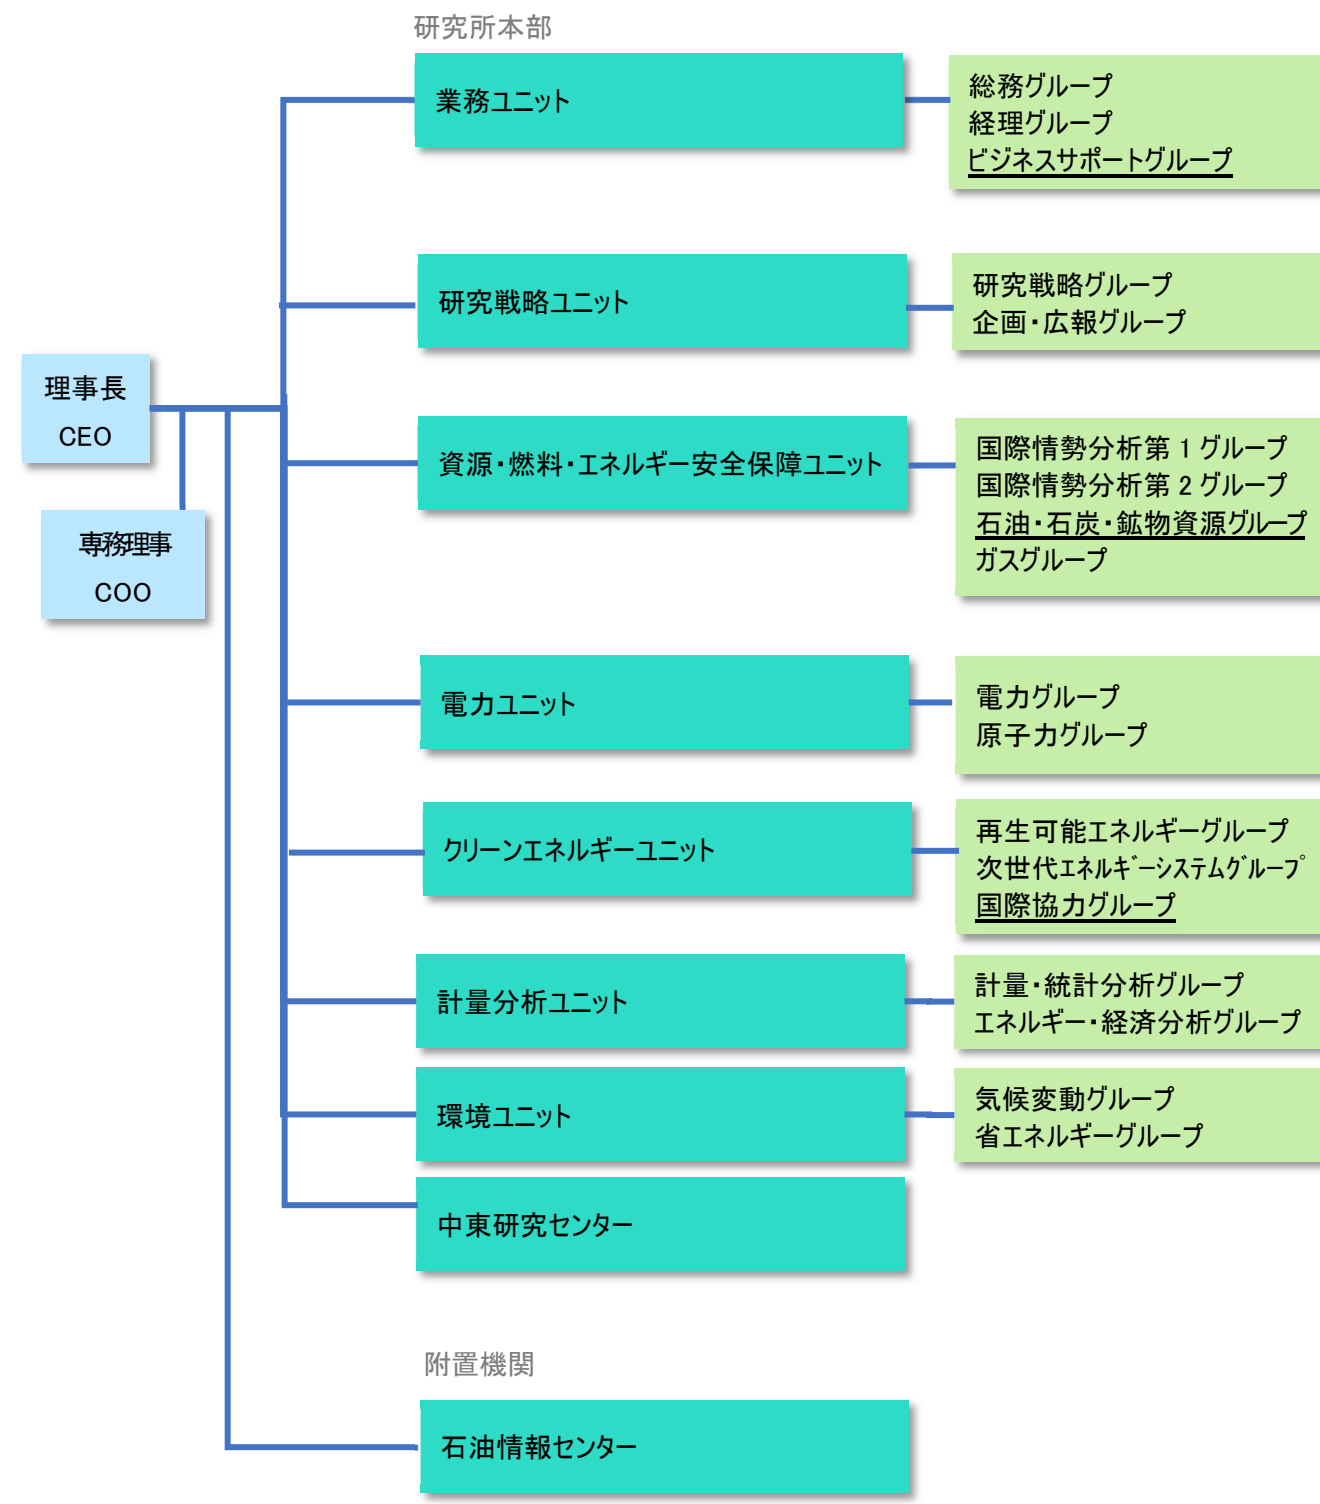 研究所本部
業務ユニット
総務グループ
経理グループ
ビジネスサポートグループ
研究戦略ユニット
研究戦略グループ
企画・広報グループ
理事長
CEO
専務理事
COO
資源・燃料・エネルギー安全保障ユニット
国際情勢分析第 1 グループ
国際情勢分析第 2 グループ
石油・石炭・鉱物資源グループ
ガスグループ
電力ユニット
電力グループ
原子力グループ
クリーンエネルギーユニット
再生可能エネルギーグループ
次世代ｴﾈﾙｷﾞｰｼｽﾃﾑｸﾞﾙｰﾌﾟ
国際協力グループ
計量分析ユニット
計量・統計分析グループ
エネルギー・経済分析グループ
環境ユニット
気候変動グループ
省エネルギーグループ
中東研究センター
附置機関
石油情報センター